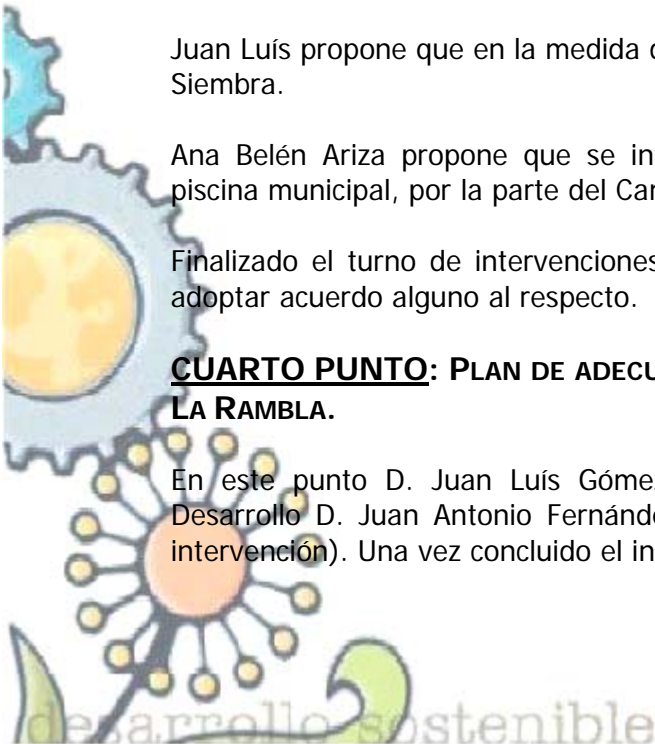 Juan Luís propone que en la medida
Siembra.
Ana Belén Ariza propone que se in
piscina municipal, por la parte del Ca
Finalizado el turno de intervenciones
adoptar acuerdo alguno al respecto.
CUARTO PUNTO: PLAN DE ADECU
LA RAMBLA.
En este punto D. Juan Luís Gómez
Desarrollo D. Juan Antonio Fernánd
intervención). Una vez concluido el in
desarrollo sostenible